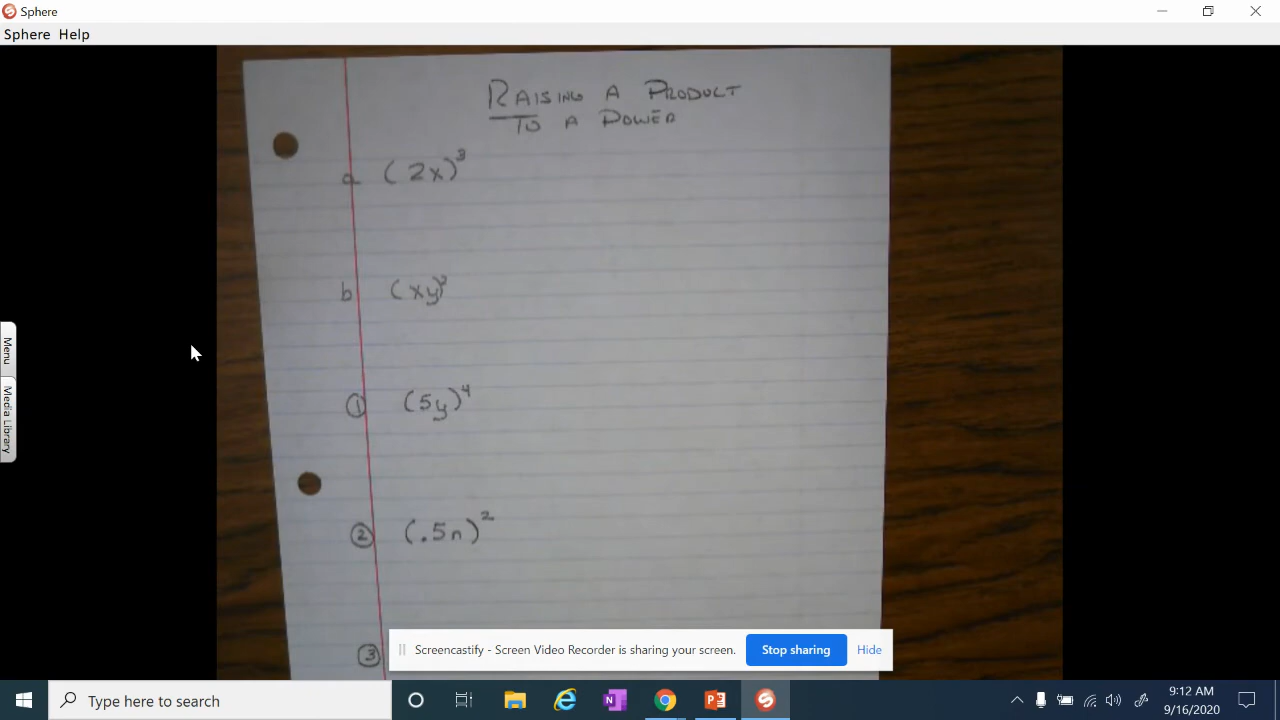 Sphere
Sphere Help
RAISING A PRODUCT
TO A POWER
a (2x)³
b (xy)
① (5y)⁴
② (.5n)²
③
Menu
Media Library
Screencastify - Screen Video Recorder is sharing your screen.
Stop sharing
Hide
Type here to search
9:12 AM
9/16/2020